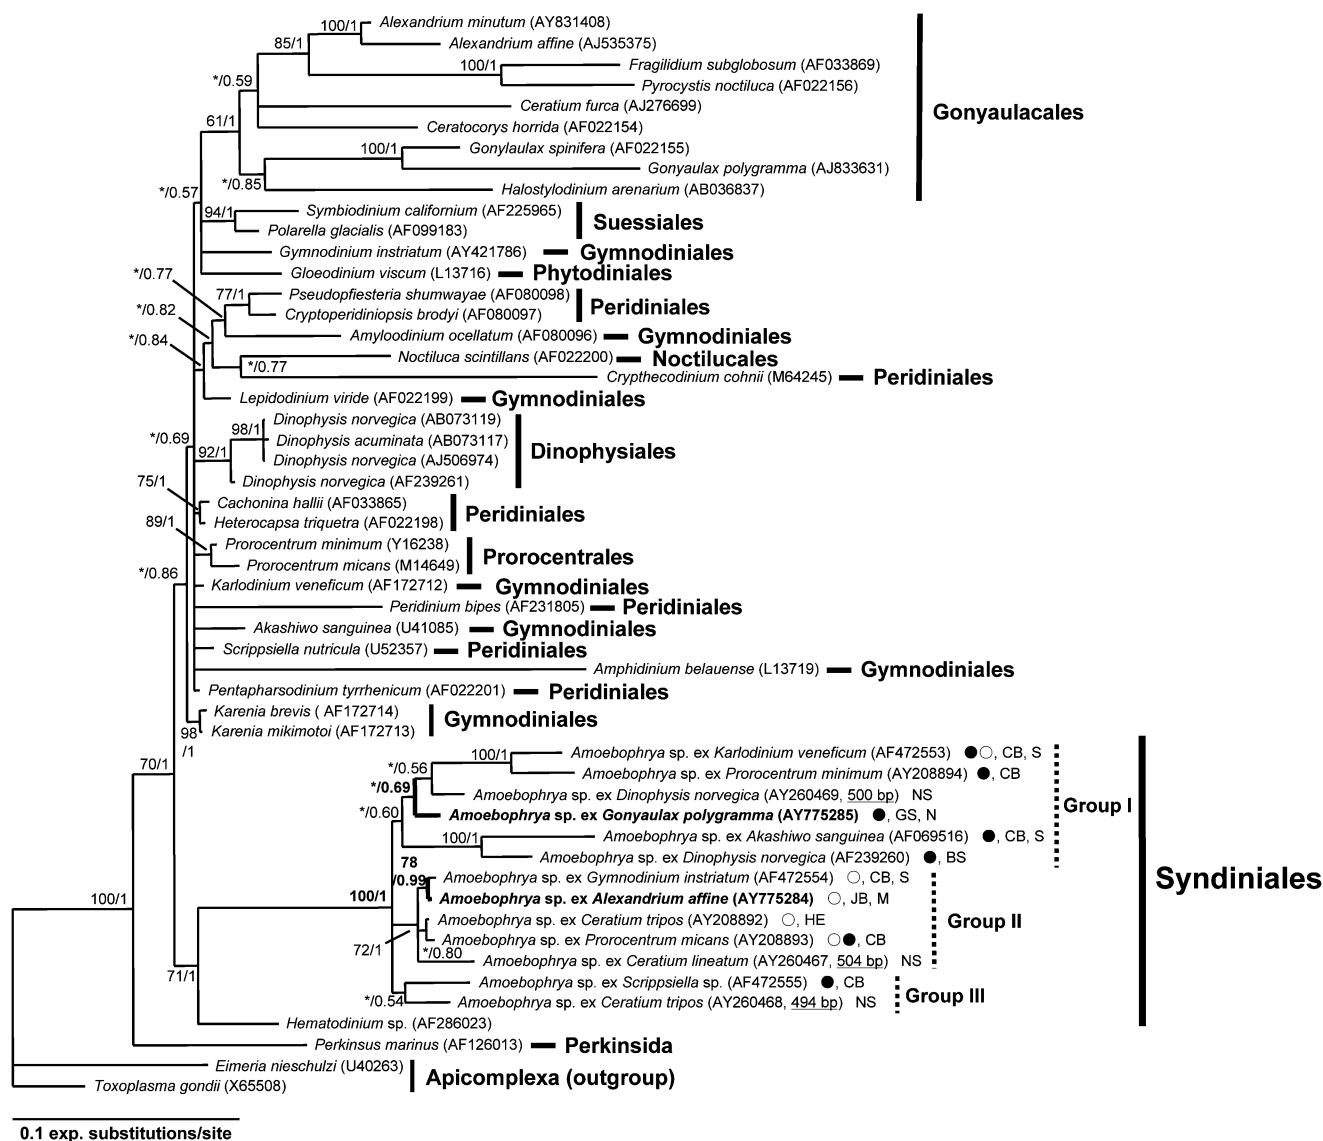 100/1
Alexandrium minutum (AY831408)
85/1
Alexandrium affine (AJ535375)
100/1
Fragilidium subglobosum (AF033869)
*/0.59
Pyrocystis noctiluca (AF022156)
Ceratium furca (AJ276699)
Gonyaulacales
61/1
Ceratocorys horrida (AF022154)
100/1
Gonylaulax spinifera (AF022155)
Gonyaulax polygramma (AJ833631)
*/0.85
Halostylodinium arenarium (AB036837)
*/0.57
94/1
Symbiodinium californium (AF225965)
Suessiales
Polarella glacialis (AF099183)
Gymnodinium instriatum (AY421786)
Gymnodiniales
Gloeodinium viscum (L13716)
Phytodiniales
*/0.77
77/1
Pseudopfiesteria shumwayae (AF080098)
Peridiniales
*/0.82
Cryptoperidiniopsis brodyi (AF080097)
*/0.84
Amyloodinium ocellatum (AF080096)
Gymnodiniales
Noctiluca scintillans (AF022200)
Noctilucales
*/0.77
Crypthecodinium cohnii (M64245)
Peridiniales
Lepidodinium viride (AF022199)
Gymnodiniales
Dinophysis norvegica (AB073119)
98/1
*/0.69
Dinophysis acuminata (AB073117)
Dinophysiales
92/1
Dinophysis norvegica (AJ506974)
75/1
Dinophysis norvegica (AF239261)
Cachonina hallii (AF033865)
Peridiniales
89/1
Heterocapsa triquetra (AF022198)
Prorocentrum minimum (Y16238)
Prorocentrales
Prorocentrum micans (M14649)
*/0.86
Karlodinium veneficum (AF172712)
Gymnodiniales
Peridinium bipes (AF231805)
Peridiniales
Akashiwo sanguinea (U41085)
Gymnodiniales
Scrippsiella nutricula (U52357)
Peridiniales
Amphidinium belauense (L13719)
Gymnodiniales
Pentapharsodinium tyrrhenicum (AF022201)
Peridiniales
Karenia brevis ( AF172714)
Gymnodiniales
98
/1
Karenia mikimotoi (AF172713)
70/1
100/1
Amoebophrya sp. ex Karlodinium veneficum (AF472553) ●○, CB, S
*/0.56
Amoebophrya sp. ex Prorocentrum minimum (AY208894) ●, CB
*/0.69
Amoebophrya sp. ex Dinophysis norvegica (AY260469, 500 bp) NS
Group I
*/0.60
Amoebophrya sp. ex Gonyaulax polygramma (AY775285) ●, GS, N
100/1
Amoebophrya sp. ex Akashiwo sanguinea (AF069516) ●, CB, S
Amoebophrya sp. ex Dinophysis norvegica (AF239260) ●, BS
78
/0.99
Amoebophrya sp. ex Gymnodinium instriatum (AF472554) ○, CB, S
Syndiniales
100/1
100/1
Amoebophrya sp. ex Alexandrium affine (AY775284) ○, JB, M
Amoebophrya sp. ex Ceratium tripos (AY208892) ○, HE
Group II
72/1
Amoebophrya sp. ex Prorocentrum micans (AY208893) ○●, CB
*/0.80
Amoebophrya sp. ex Ceratium lineatum (AY260467, 504 bp) NS
71/1
Amoebophrya sp. ex Scrippsiella sp. (AF472555) ●, CB
Group III
*/0.54
Amoebophrya sp. ex Ceratium tripos (AY260468, 494 bp) NS
Hematodinium sp. (AF286023)
Perkinsus marinus (AF126013)
Perkinsida
Eimeria nieschulzi (U40263)
Apicomplexa (outgroup)
Toxoplasma gondii (X65508)
0.1 exp. substitutions/site